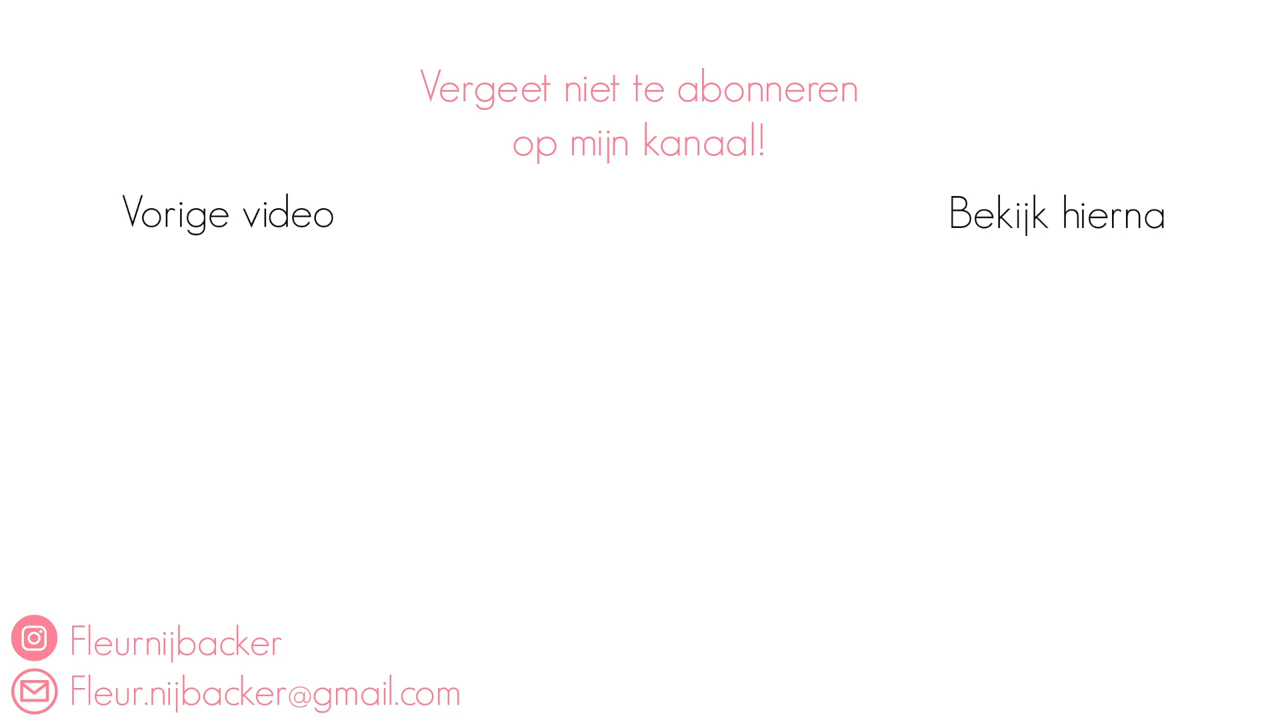 Vergeet niet te abonneren
op mijn kanaal!
Vorige video
Bekijk hierna
Fleurnijbacker
Fleur.nijbacker@gmail.com